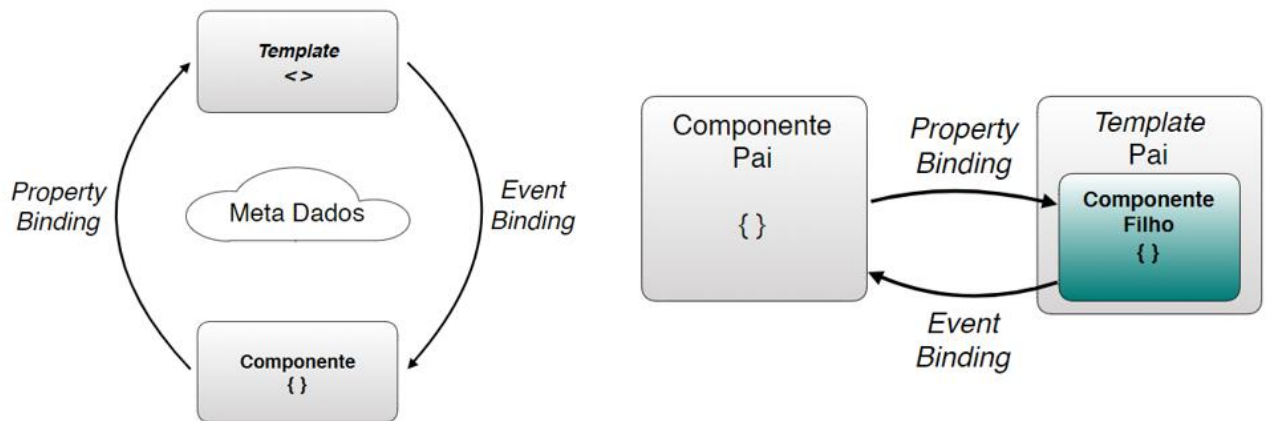 Template
< >
Property
Binding
Meta Dados
Event
Binding
Componente
{ }
Componente
Pai
{ }
Property
Binding
Template
Pai
Componente
Filho
{ }
Event
Binding